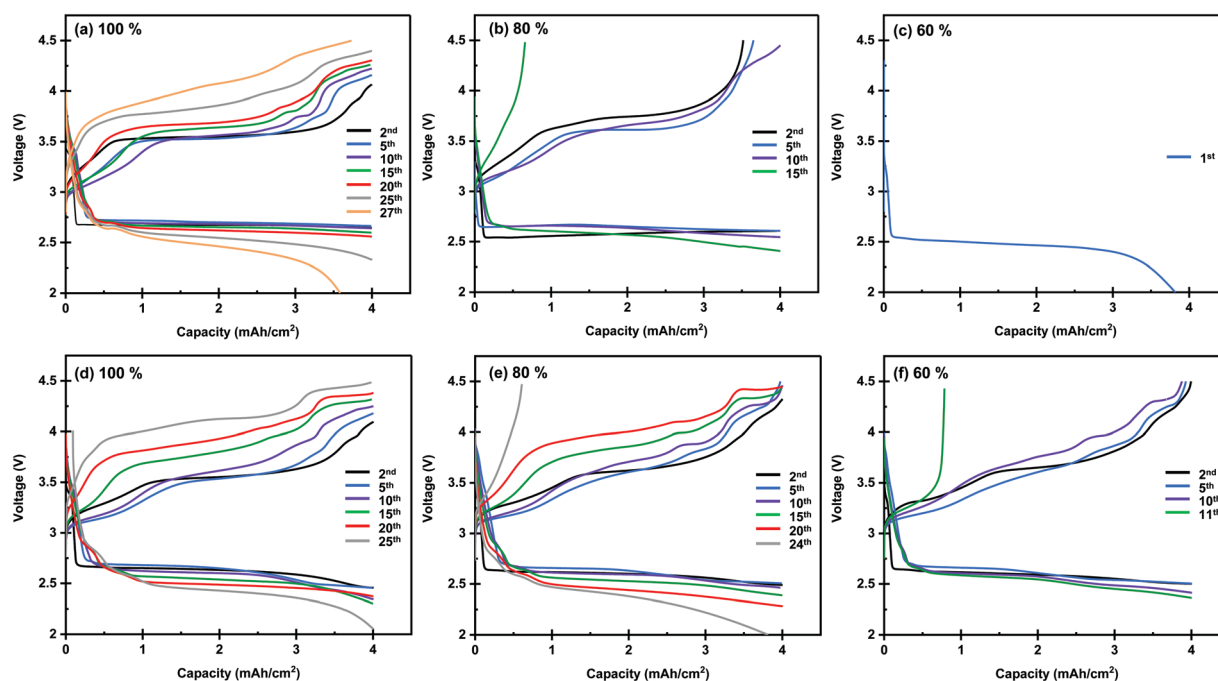 (a) 100 %
4.5
4
3.5
3
2.5
2
Voltage (V)
0 1 2 3 4
Capacity (mAh/cm²)
2nd
5th
10th
15th
20th
25th
27th
(b) 80 %
4.5
4
3.5
3
2.5
2
Voltage (V)
0 1 2 3 4
Capacity (mAh/cm²)
2nd
5th
10th
15th
(c) 60 %
4.5
4
3.5
3
2.5
2
Voltage (V)
0 1 2 3 4
Capacity (mAh/cm²)
1st
(d) 100 %
4.5
4
3.5
3
2.5
2
Voltage (V)
0 1 2 3 4
Capacity (mAh/cm²)
2nd
5th
10th
15th
20th
25th
(e) 80 %
4.5
4
3.5
3
2.5
2
Voltage (V)
0 1 2 3 4
Capacity (mAh/cm²)
2nd
5th
10th
15th
20th
24th
(f) 60 %
4.5
4
3.5
3
2.5
2
Voltage (V)
0 1 2 3 4
Capacity (mAh/cm²)
2nd
5th
10th
11th